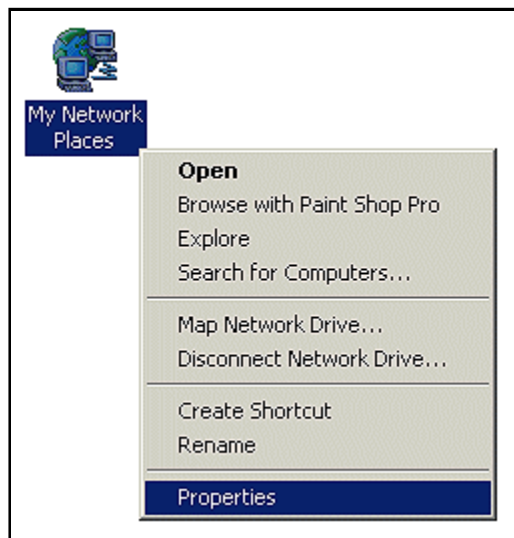 My Network
Places
Open
Browse with Paint Shop Pro
Explore
Search for Computers...
Map Network Drive...
Disconnect Network Drive...
Create Shortcut
Rename
Properties